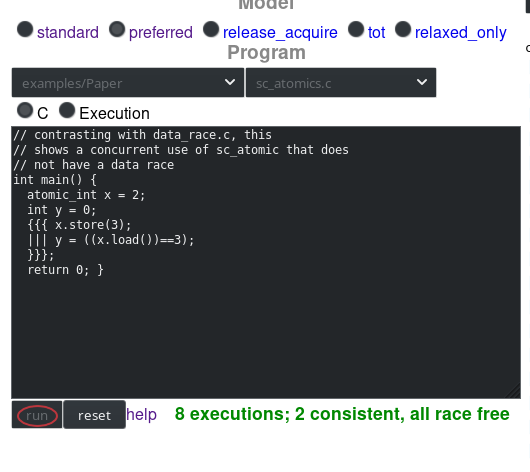 Model
standard preferred release_acquire tot relaxed_only
Program
examples/Paper sc_atomics.c
C Execution
// contrasting with data_race.c, this
// shows a concurrent use of sc_atomic that does
// not have a data race
int main() {
  atomic_int x = 2;
  int y = 0;
  {{{ x.store(3);
  ||| y = ((x.load())==3);
  }}};
  return 0; }
run reset help 8 executions; 2 consistent, all race free